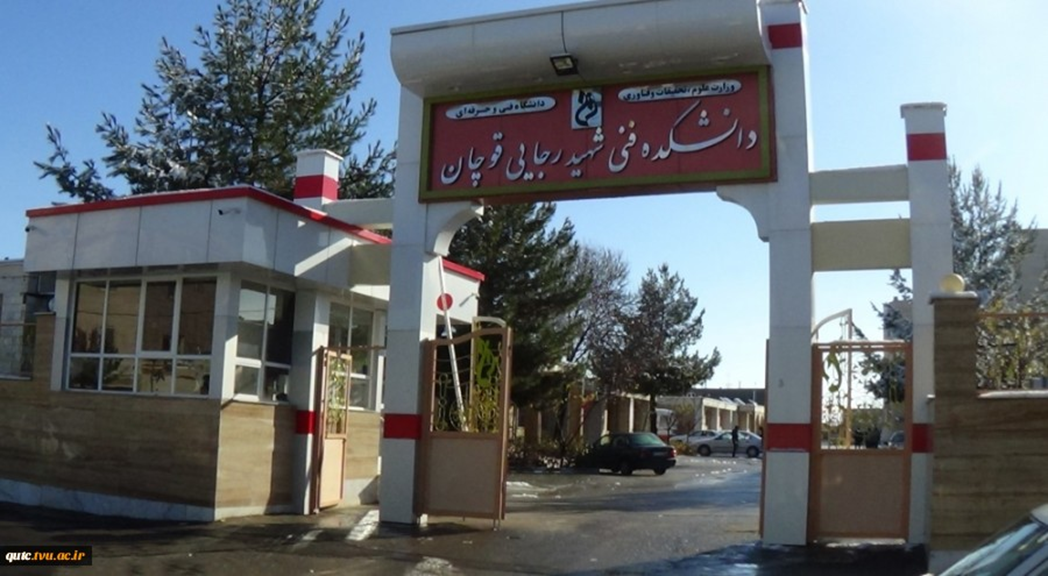 وزارت علوم، تحقیقات و فناوری
دانشگاه فنی و حرفه‌ای
دانشکده فنی شهید رجایی قوچان
qutc.tvu.ac.ir